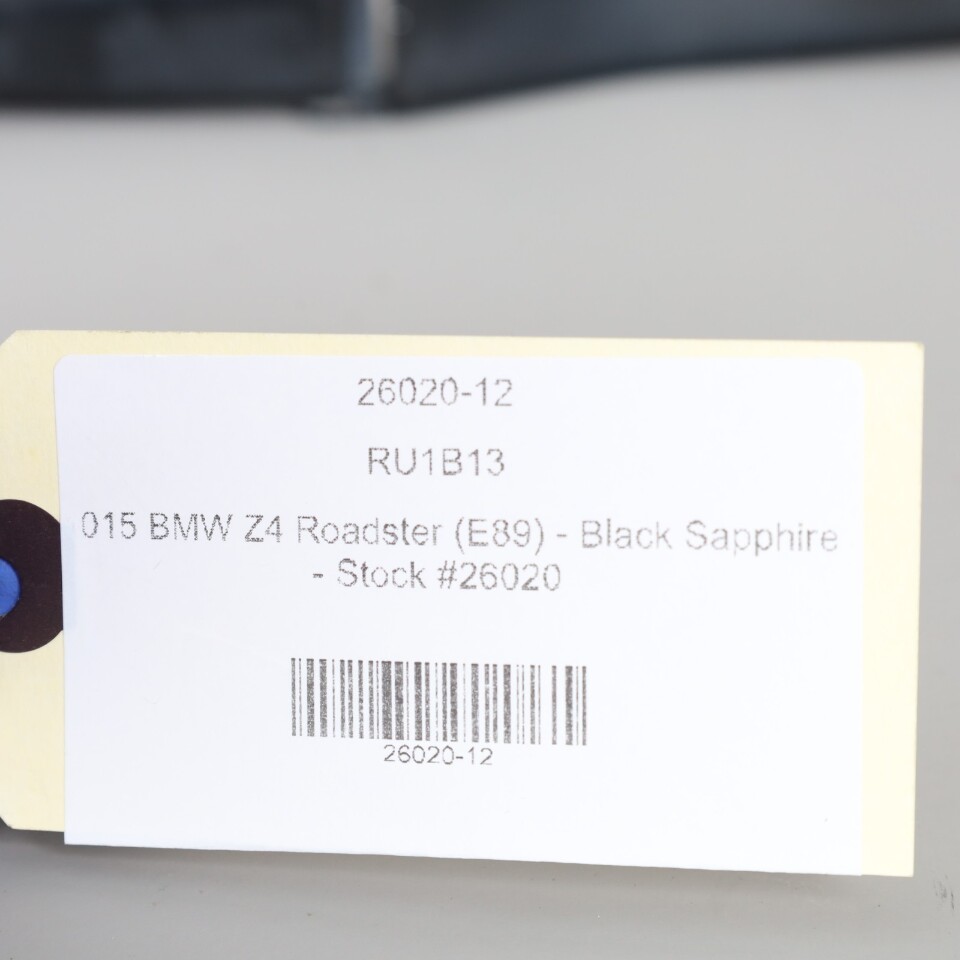 26020-12
RU1B13
015 BMW Z4 Roadster (E89) - Black Sapphire
- Stock #26020
26020-12